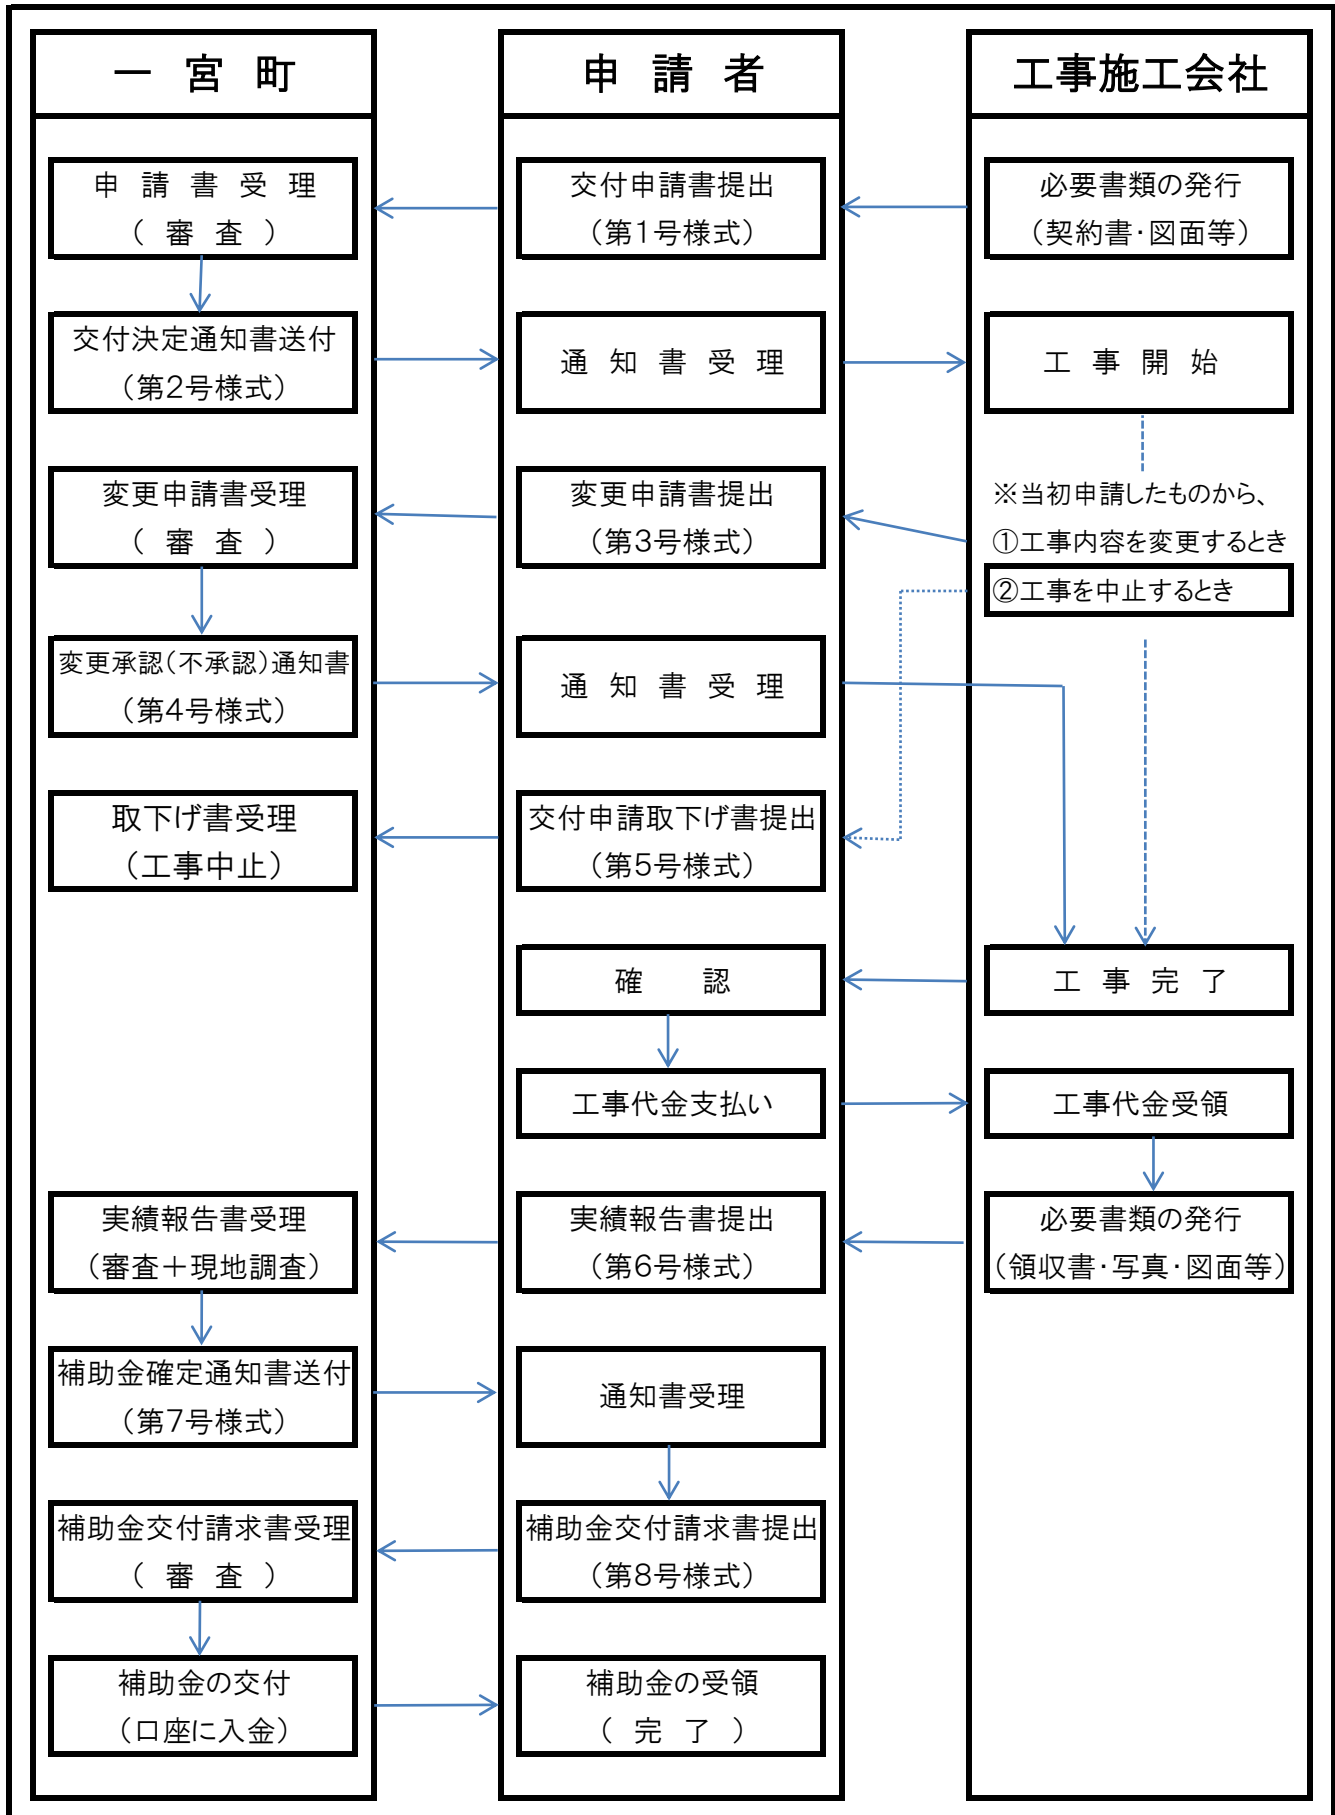 一 宮 町
申 請 者
工事施工会社
申 請 書 受 理
（ 審 査 ）
交付申請書提出
（第1号様式）
必要書類の発行
（契約書・図面等）
交付決定通知書送付
（第2号様式）
通 知 書 受 理
工 事 開 始
変更申請書受理
（ 審 査 ）
変更申請書提出
（第3号様式）
※当初申請したものから、
①工事内容を変更するとき
②工事を中止するとき
変更承認（不承認）通知書
（第4号様式）
通 知 書 受 理
取下げ書受理
（工事中止）
交付申請取下げ書提出
（第5号様式）
確 認
工 事 完 了
工事代金支払い
工事代金受領
実績報告書受理
（審査＋現地調査）
実績報告書提出
（第6号様式）
必要書類の発行
（領収書・写真・図面等）
補助金確定通知書送付
（第7号様式）
通知書受理
補助金交付請求書受理
（ 審 査 ）
補助金交付請求書提出
（第8号様式）
補助金の交付
（口座に入金）
補助金の受領
（ 完 了 ）